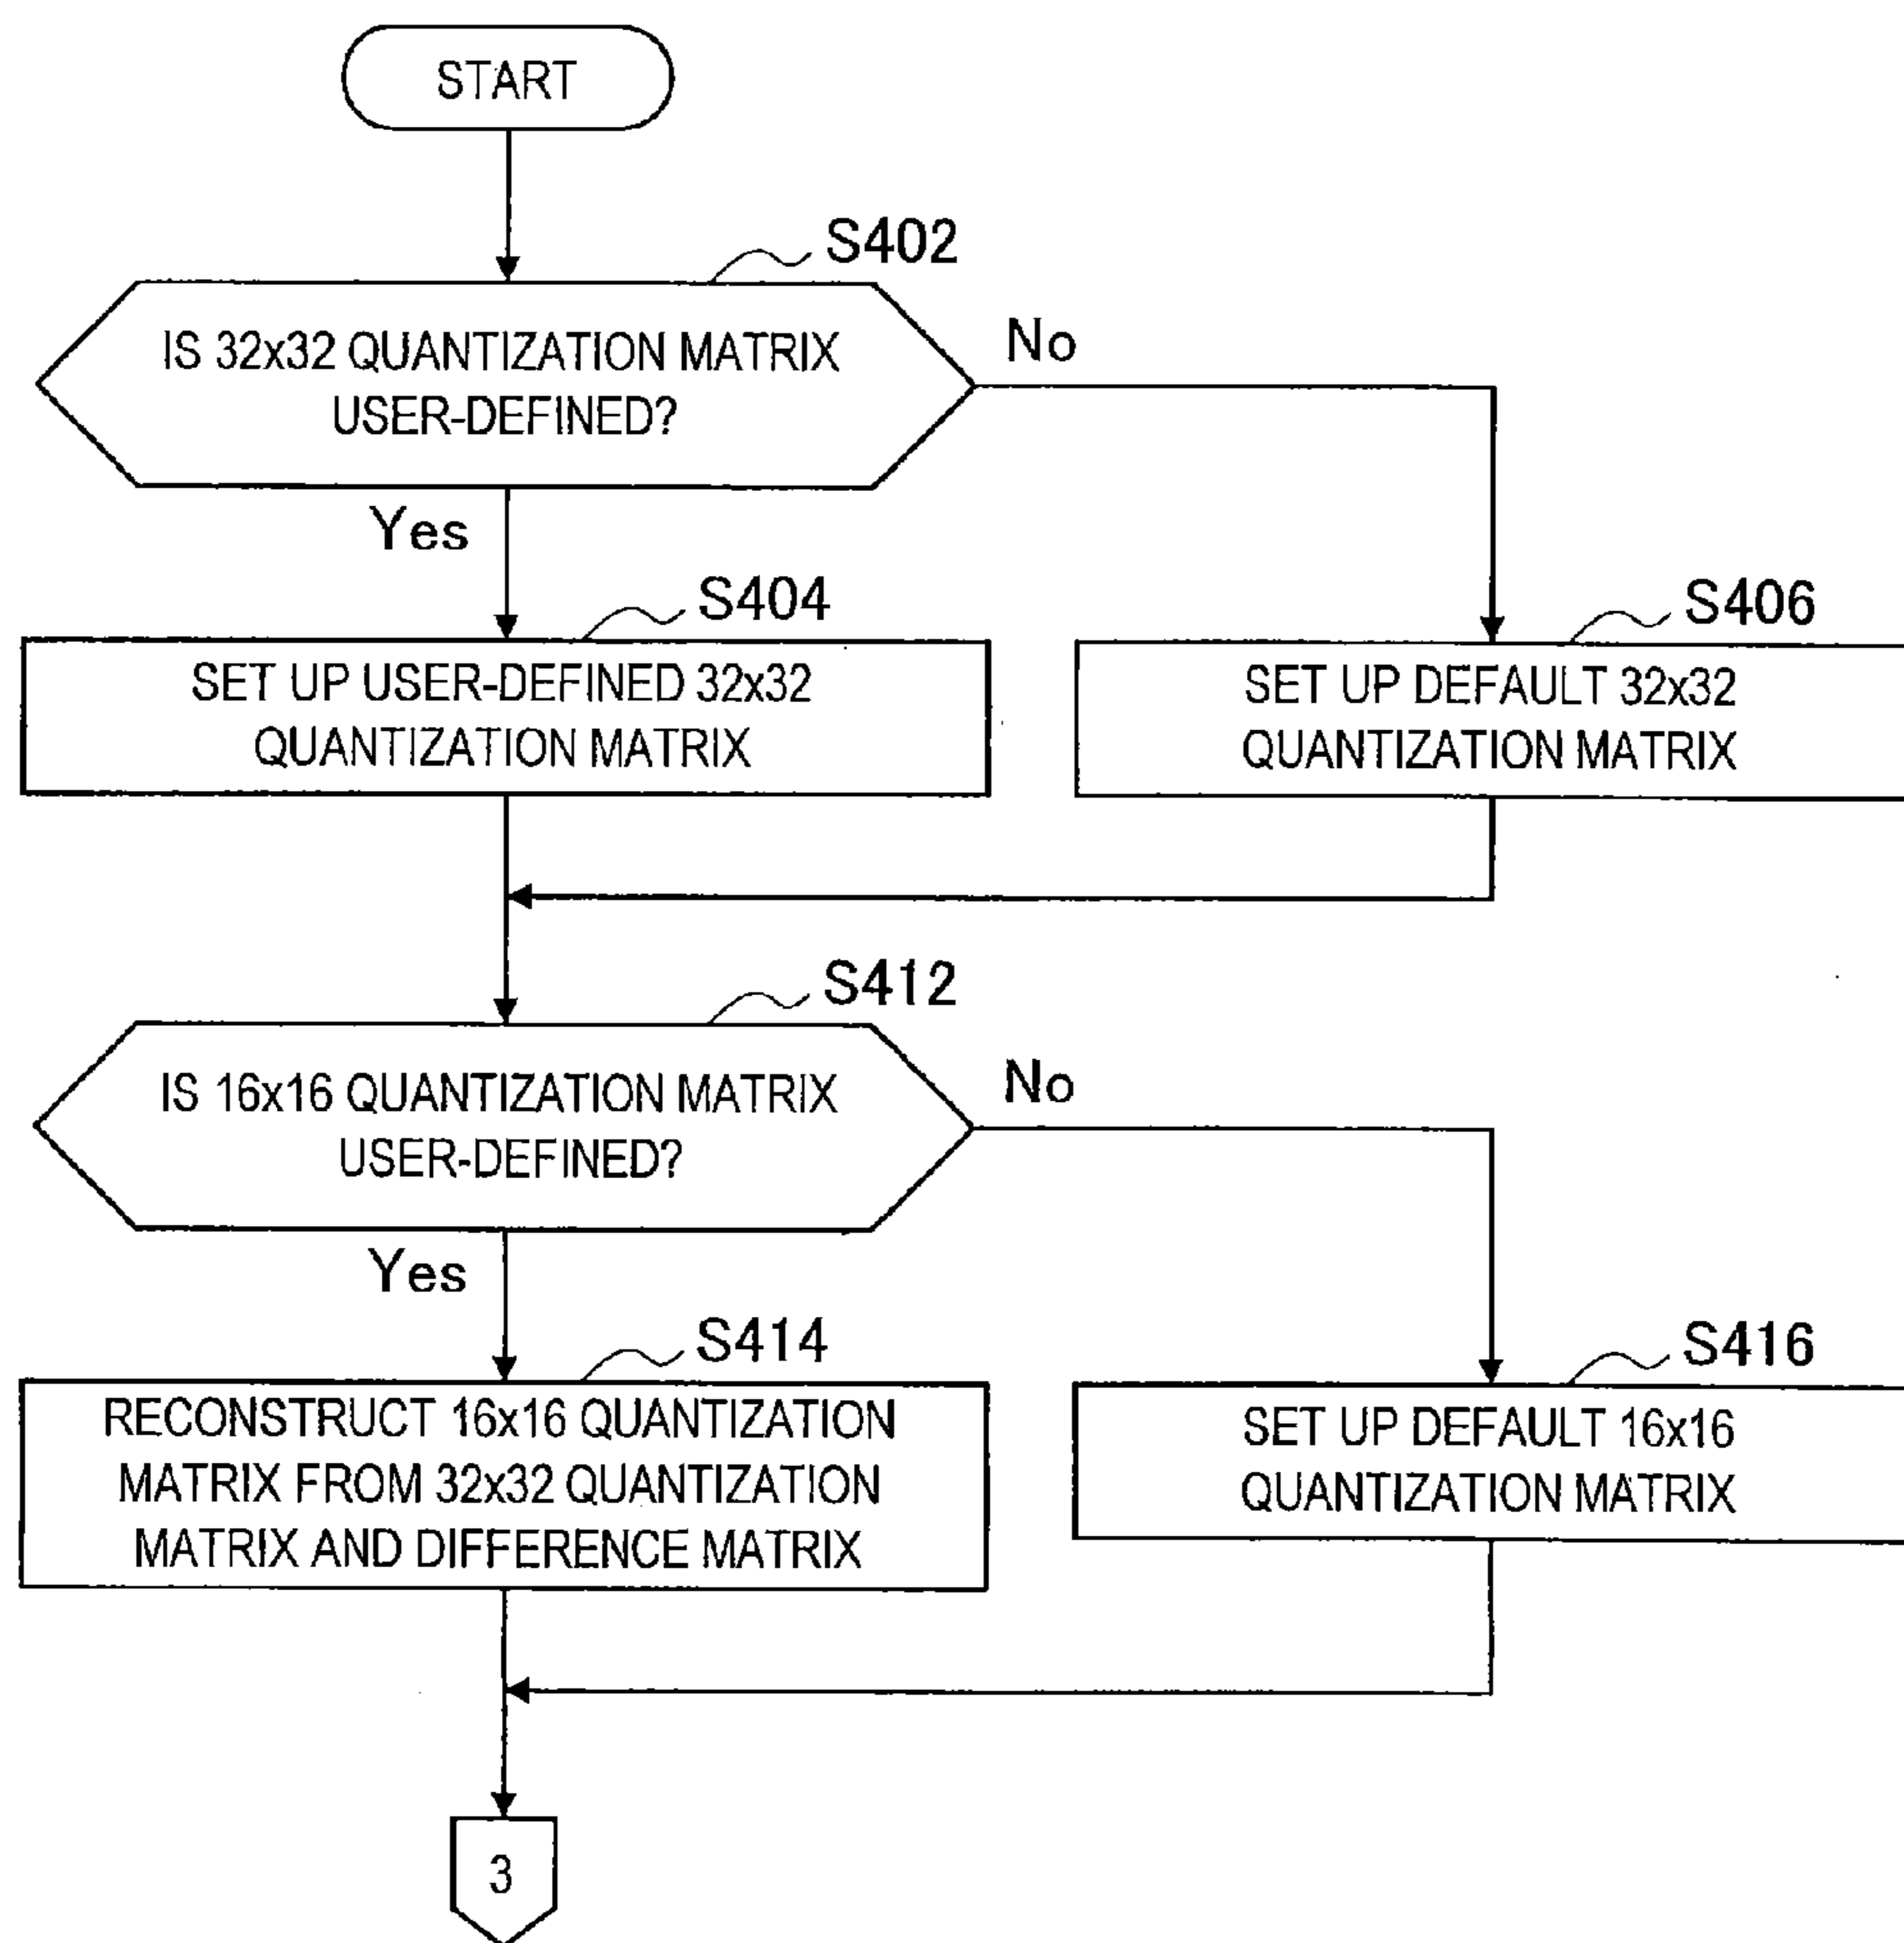 START
S402
IS 32x32 QUANTIZATION MATRIX
USER-DEFINED?
No
Yes
S404
SET UP USER-DEFINED 32x32
QUANTIZATION MATRIX
S406
SET UP DEFAULT 32x32
QUANTIZATION MATRIX
S412
IS 16x16 QUANTIZATION MATRIX
USER-DEFINED?
No
Yes
S414
RECONSTRUCT 16x16 QUANTIZATION
MATRIX FROM 32x32 QUANTIZATION
MATRIX AND DIFFERENCE MATRIX
S416
SET UP DEFAULT 16x16
QUANTIZATION MATRIX
3